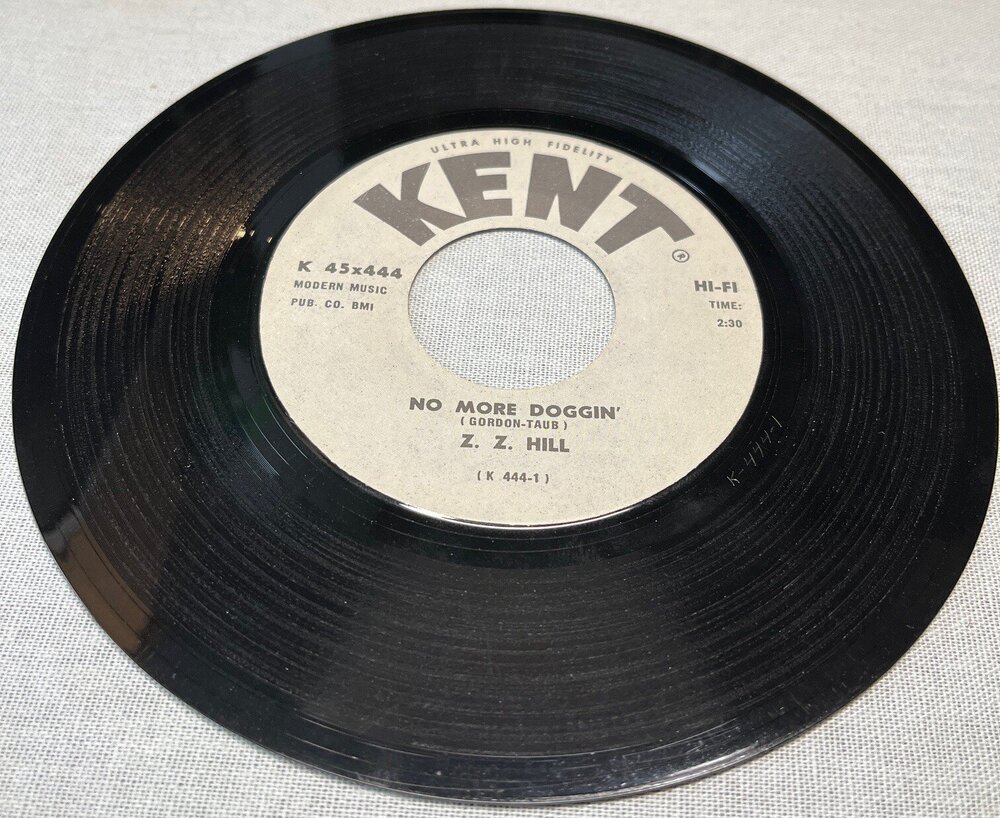 ULTRA HIGH FIDELITY
KENT
®
K 45x444
MODERN MUSIC
PUB. CO. BMI
HI-FI
TIME:
2:30
NO MORE DOGGIN'
( GORDON-TAUB )
Z. Z. HILL
( K 444-1 )
K-444-1